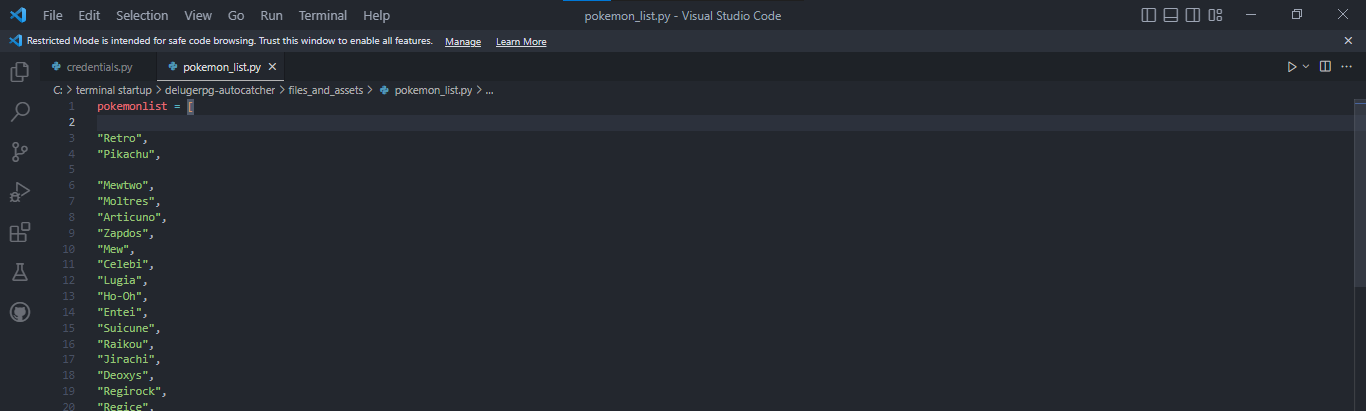 File Edit Selection View Go Run Terminal Help pokemon_list.py - Visual Studio Code
Restricted Mode is intended for safe code browsing. Trust this window to enable all features. Manage Learn More
credentials.py pokemon_list.py
C: > terminal startup > delugerpg-autocatcher > files_and_assets > pokemon_list.py > ...
1 pokemonlist = [
2
3 "Retro",
4 "Pikachu",
5
6 "Mewtwo",
7 "Moltres",
8 "Articuno",
9 "Zapdos",
10 "Mew",
11 "Celebi",
12 "Lugia",
13 "Ho-Oh",
14 "Entei",
15 "Suicune",
16 "Raikou",
17 "Jirachi",
18 "Deoxys",
19 "Regirock",
20 "Regice",